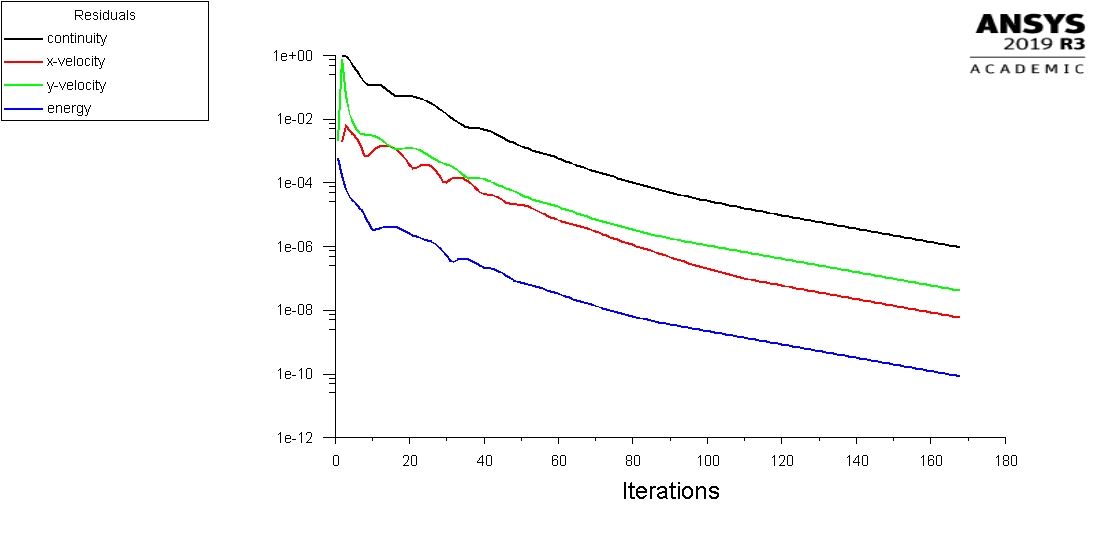 Residuals
continuity
x-velocity
y-velocity
energy
ANSYS
2019 R3
ACADEMIC
1e+00
1e-02
1e-04
1e-06
1e-08
1e-10
1e-12
0 20 40 60 80 100 120 140 160 180
Iterations